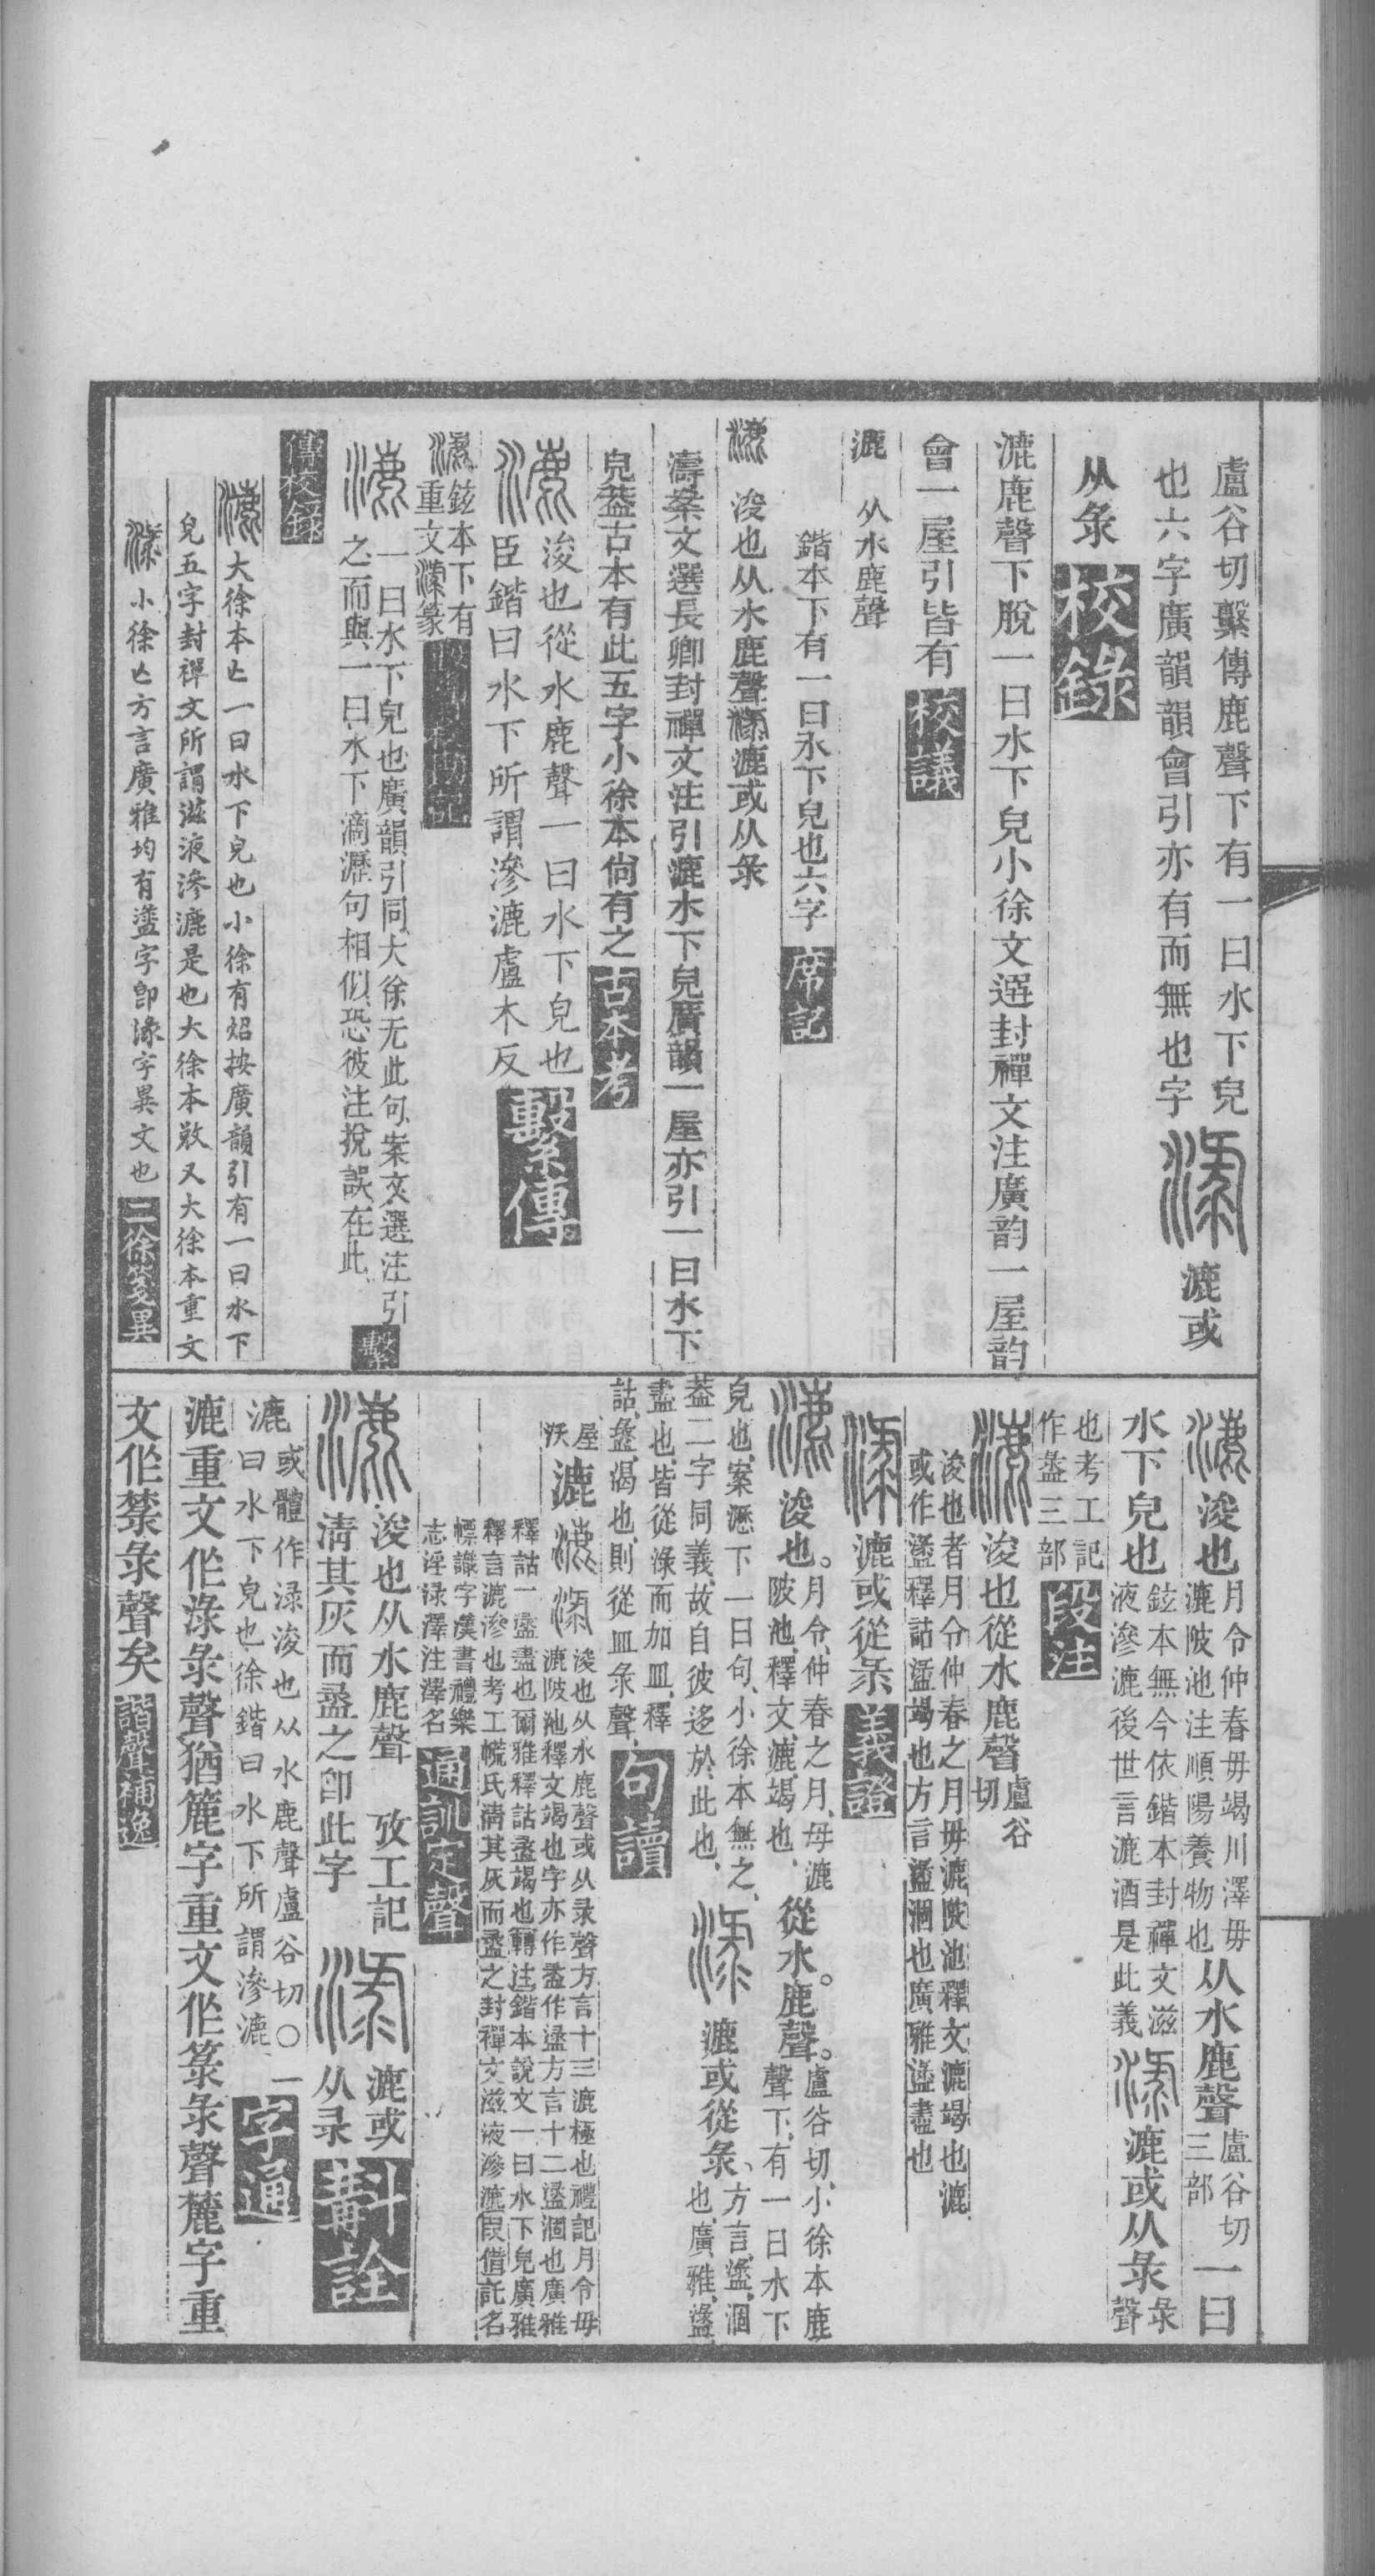 盧谷切繫傳鹿聲下有一曰水下皃
也六字廣韻韻會引亦有而無也字
漉或
从彔
校錄
漉鹿聲下脫一曰水下皃小徐文選封禪文注廣韵一屋韵
會一屋引皆有
校議
漉
从水鹿聲
鍇本下有一曰水下皃也六字
席記
浚也从水鹿聲漉或从彔
濤案文選長卿封禪文注引漉水下皃廣韻一屋亦引一曰水下
皃葢古本有此五字小徐本尙有之
古本考
浚也從水鹿聲一曰水下皃也
臣鍇曰水下所謂滲漉盧木反
繫傳
鉉本下有
重文淥篆
一曰水下皃也廣韻引同大徐无此句案文選注引
之而與一曰水下滴瀝句相似恐彼注挩誤在此
繫
傳校錄
大徐本亡一曰水下皃也小徐有炤按廣韻引有一曰水下
皃五字封禪文所謂滋液滲漉是也大徐本敚又大徐本重文
小徐亡方言廣雅均有盝字卽淥字異文也
二徐箋異
浚也
月令仲春毋竭川澤毋
漉陂池注順陽養物也
从水鹿聲
盧谷切
三部
一曰
水下皃也
鉉本無今依鍇本封禪文滋
液滲漉後世言漉酒是此義
漉或从彔
彔
聲
也考工記
作盝三部
段注
浚也從水鹿聲
盧谷
切
浚也者月令仲春之月毋漉陂池釋文漉竭也漉
或作盝釋詁盝竭也方言盝涸也廣雅盝盡也
漉或從彔
義證
浚也。
月令仲春之月毋漉
陂池釋文漉竭也
從水。鹿聲。
盧谷切小徐本鹿
聲下有一曰水下
皃也案瀝下一曰句小徐本無之
葢二字同義故自彼迻於此也
漉或從彔
方言盝涸
也廣雅盝
盡也皆從淥而加皿釋
詁盝渴也則從皿彔聲
句讀
屋
沃
漉
浚也从水鹿聲或从录聲方言十三漉極也禮記月令毋
漉陂池釋文竭也字亦作盝作盪方言十二盝涸也廣雅
釋詁一盝盡也爾雅釋詁盝竭也轉注鍇本說文一曰水下皃廣雅
釋言漉滲也考工㡛氏淸其灰而盝之封禪文滋液滲漉叚借託名
幖識字漢書禮樂
志淫淥澤注澤名
通訓定聲
浚也从水鹿聲
攷工記
淸其灰而盝之卽此字
漉或
从录
斠詮
漉
或體作淥浚也从水鹿聲盧谷切〇一
曰水下皃也徐鍇曰水下所謂滲漉
字通
漉重文作淥彔聲猶簏字重文作箓彔聲麓字重
文作禁彔聲矣
諧聲補逸